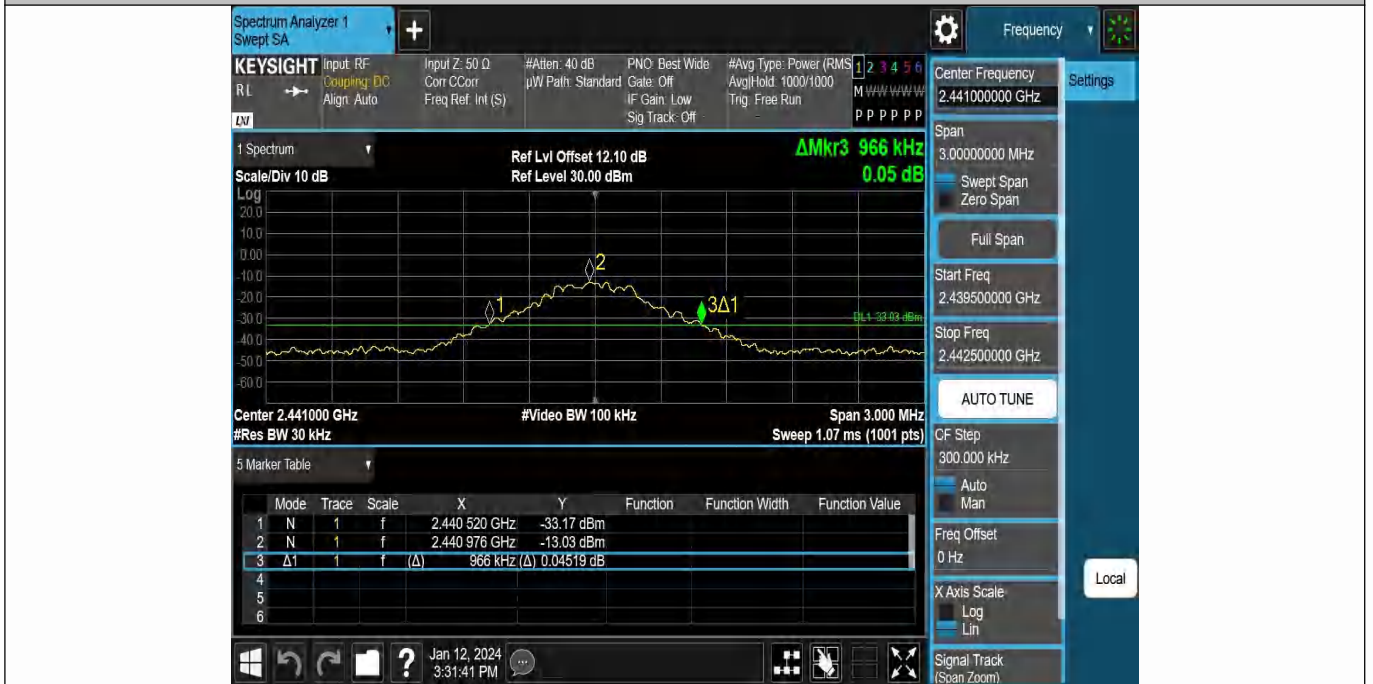 Spectrum Analyzer 1
Swept SA
+
Frequency
KEYSIGHT
RL
LXI
Input: RF
Coupling: DC
Align: Auto
Input Z: 50 Ω
Corr CCorr
Freq Ref: Int (S)
#Atten: 40 dB
µW Path: Standard
PNO: Best Wide
Gate: Off
IF Gain: Low
Sig Track: Off
#Avg Type: Power (RMS
Avg|Hold: 1000/1000
Trig: Free Run
1 2 3 4 5 6
M W W W W W
P P P P P P
Center Frequency
2.441000000 GHz
Settings
Span
3.00000000 MHz
Swept Span
Zero Span
Full Span
Start Freq
2.439500000 GHz
Stop Freq
2.442500000 GHz
AUTO TUNE
CF Step
300.000 kHz
Auto
Man
Freq Offset
0 Hz
X Axis Scale
Log
Lin
Signal Track
(Span Zoom)
Local
1 Spectrum
Scale/Div 10 dB
Ref Lvl Offset 12.10 dB
Ref Level 30.00 dBm
ΔMkr3 966 kHz
0.05 dB
Log
20.0
10.0
0.00
-10.0
-20.0
-30.0
-40.0
-50.0
-60.0
1
2
3Δ1
DL1 -33.03 dBm
Center 2.441000 GHz
#Video BW 100 kHz
Span 3.000 MHz
#Res BW 30 kHz
Sweep 1.07 ms (1001 pts)
5 Marker Table
Mode Trace Scale X Y Function Function Width Function Value
1 N 1 f 2.440 520 GHz -33.17 dBm
2 N 1 f 2.440 976 GHz -13.03 dBm
3 Δ1 1 f (Δ) 966 kHz (Δ) 0.04519 dB
4
5
6
?
Jan 12, 2024
3:31:41 PM